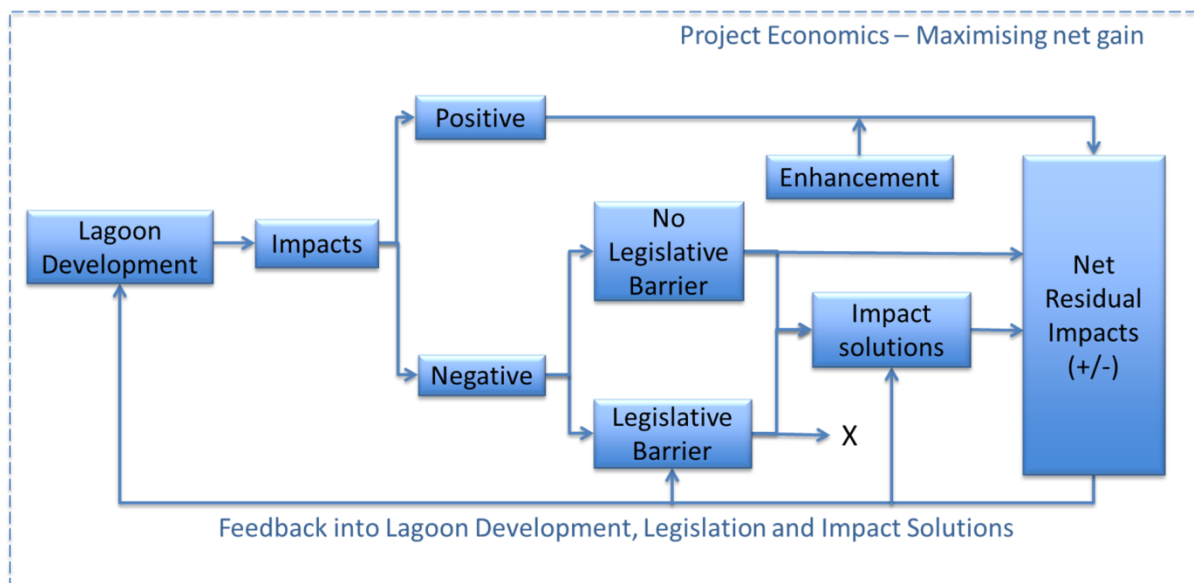 Project Economics – Maximising net gain
Positive
Enhancement
Lagoon
Development
Impacts
No
Legislative
Barrier
Net
Residual
Impacts
(+/-)
Impact
solutions
Negative
Legislative
Barrier
X
Feedback into Lagoon Development, Legislation and Impact Solutions